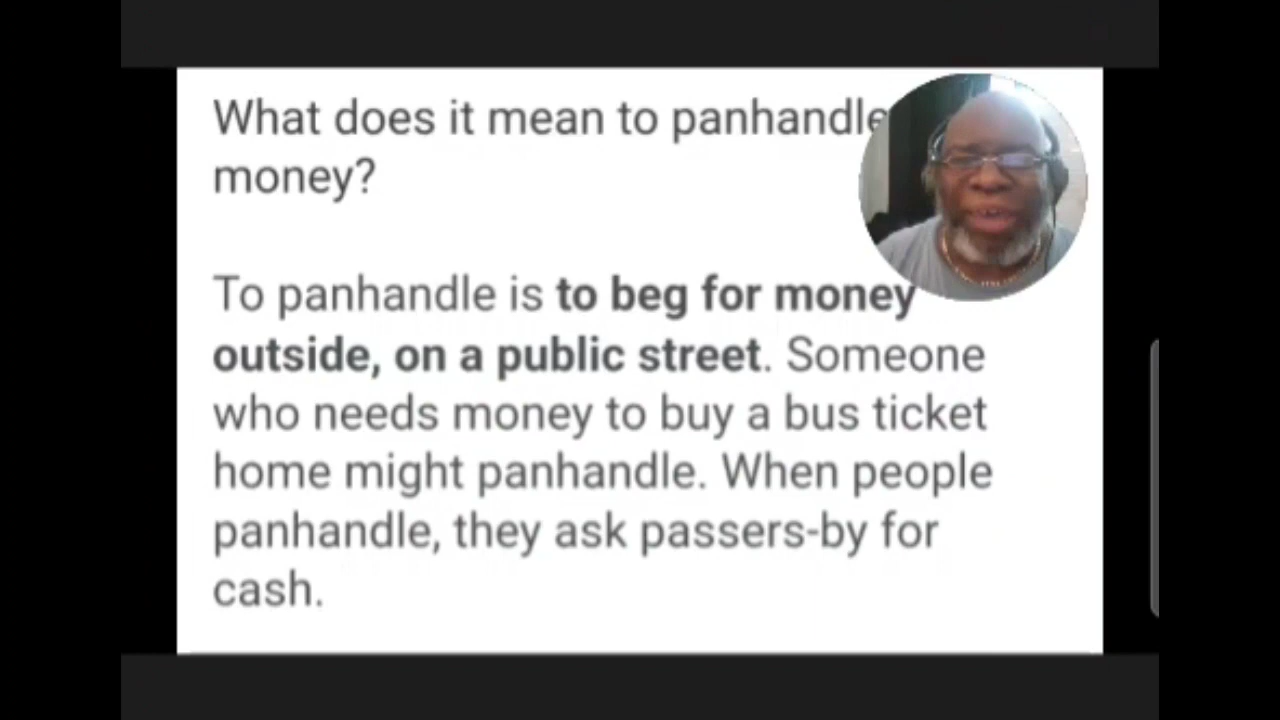 What does it mean to panhandle
money?
To panhandle is to beg for money
outside, on a public street. Someone
who needs money to buy a bus ticket
home might panhandle. When people
panhandle, they ask passers-by for
cash.